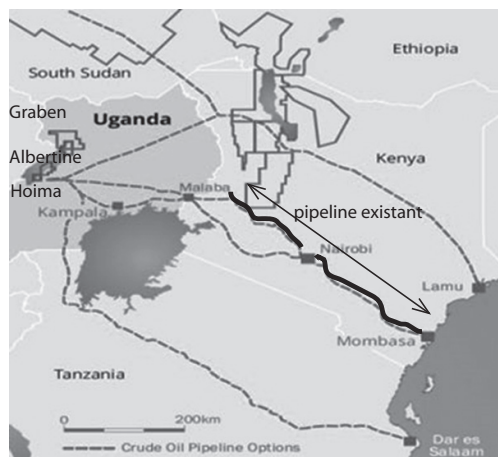 Ethiopia
South Sudan
Graben
Uganda
Albertine
Kenya
Hoima
Malaba
Kampala
pipeline existant
Nairobi
Lamu
Mombasa
Tanzania
0
200km
Crude Oil Pipeline Options
Dar es
Salaam